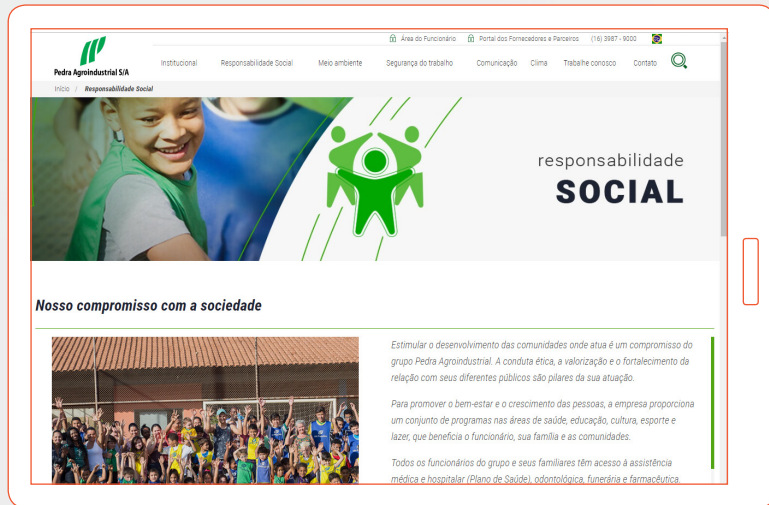 Área do Funcionário Portal dos Fornecedores e Parceiros (16) 3987 - 9000
Pedra Agroindustrial S/A
Institucional Responsabilidade Social Meio ambiente Segurança do trabalho Comunicação Clima Trabalhe conosco Contato
Início / Responsabilidade Social
responsabilidade
SOCIAL
Nosso compromisso com a sociedade
Estimular o desenvolvimento das comunidades onde atua é um compromisso do
grupo Pedra Agroindustrial. A conduta ética, a valorização e o fortalecimento da
relação com seus diferentes públicos são pilares da sua atuação.
Para promover o bem-estar e o crescimento das pessoas, a empresa proporciona
um conjunto de programas nas áreas de saúde, educação, cultura, esporte e
lazer, que beneficia o funcionário, sua família e as comunidades.
Todos os funcionários do grupo e seus familiares têm acesso à assistência
médica e hospitalar (Plano de Saúde), odontológica, funerária e farmacêutica.